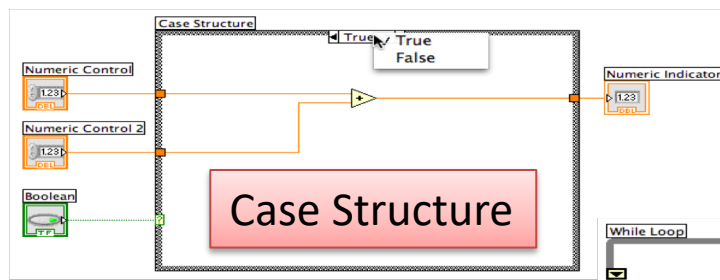 Case Structure
True
True
False
Numeric Control
1.23
DBL
Numeric Indicator
1.23
DBL
Numeric Control 2
1.23
DBL
Boolean
TF
?
Case Structure
While Loop